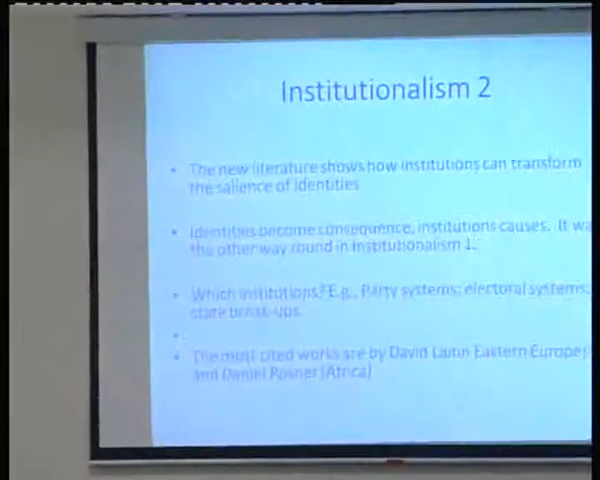 Institutionalism 2
• The new literature shows how institutions can transform
the salience of identities
• Identities become consequence, institutions causes. It wa
the other way round in Institutionalism 1.
• Which institutions? E.g., Party systems; electoral systems;
state break-ups
•
• The most cited works are by David Laitin Eastern Europe;
and Daniel Posner (Africa)